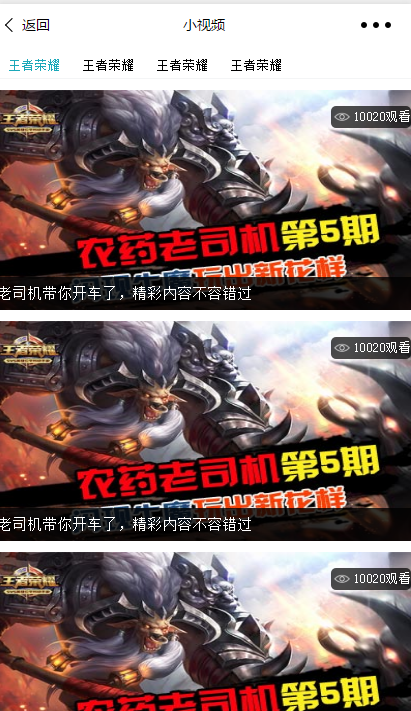 返回
小视频
王者荣耀 王者荣耀 王者荣耀 王者荣耀
王者荣耀
10020观看
农药老司机第5期
老司机带你开车了，精彩内容不容错过
王者荣耀
10020观看
农药老司机第5期
老司机带你开车了，精彩内容不容错过
王者荣耀
10020观看
农药老司机第5期